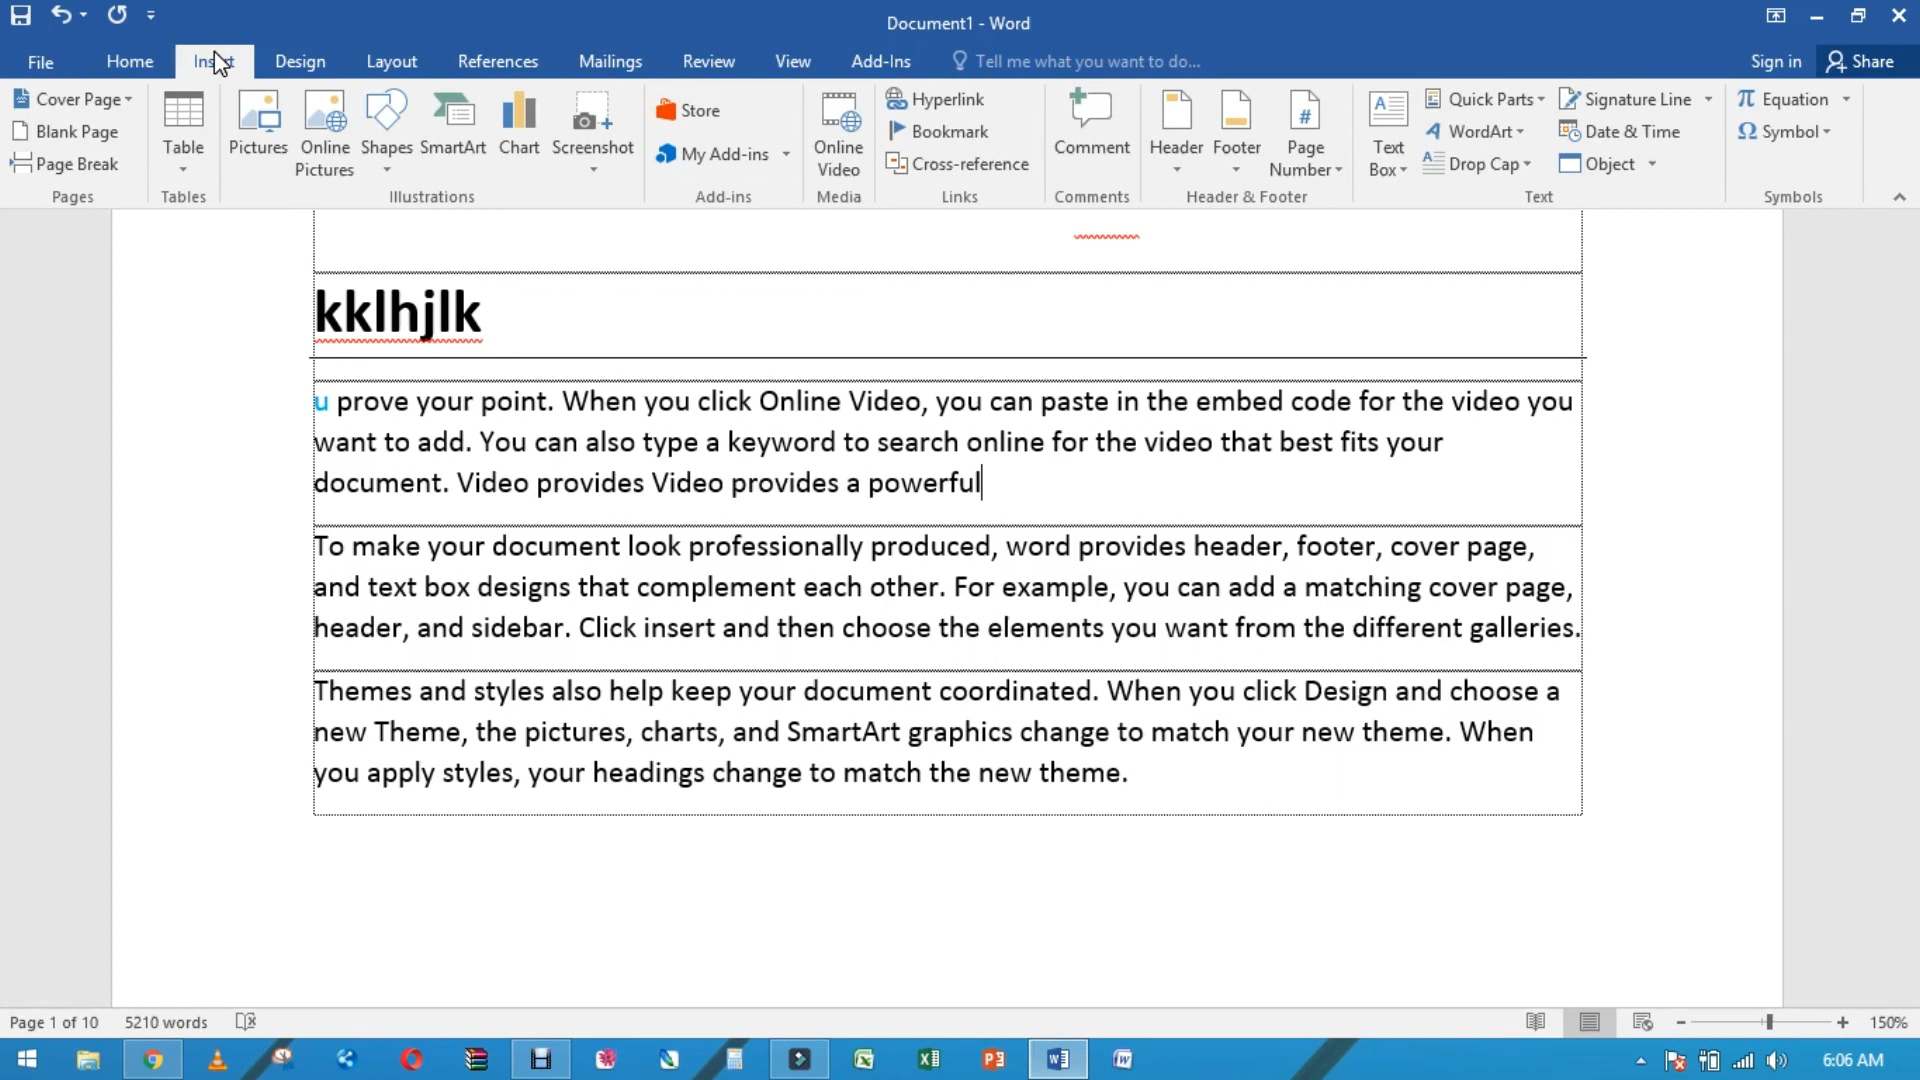 Document1 - Word
File Home Insert Design Layout References Mailings Review View Add-Ins Tell me what you want to do... Sign in Share
Cover Page
Blank Page
Page Break
Pages
Table
Tables
Pictures
Online
Pictures
Shapes
SmartArt
Chart
Screenshot
Illustrations
Store
My Add-ins
Add-ins
Online
Video
Media
Hyperlink
Bookmark
Cross-reference
Links
Comment
Comments
Header
Footer
Page
Number
Header & Footer
Text
Box
Quick Parts
WordArt
Drop Cap
Signature Line
Date & Time
Object
Text
Equation
Symbol
Symbols
kklhjlk
u prove your point. When you click Online Video, you can paste in the embed code for the video you
want to add. You can also type a keyword to search online for the video that best fits your
document. Video provides Video provides a powerful
To make your document look professionally produced, word provides header, footer, cover page,
and text box designs that complement each other. For example, you can add a matching cover page,
header, and sidebar. Click insert and then choose the elements you want from the different galleries.
Themes and styles also help keep your document coordinated. When you click Design and choose a
new Theme, the pictures, charts, and SmartArt graphics change to match your new theme. When
you apply styles, your headings change to match the new theme.
Page 1 of 10 5210 words 150%
6:06 AM